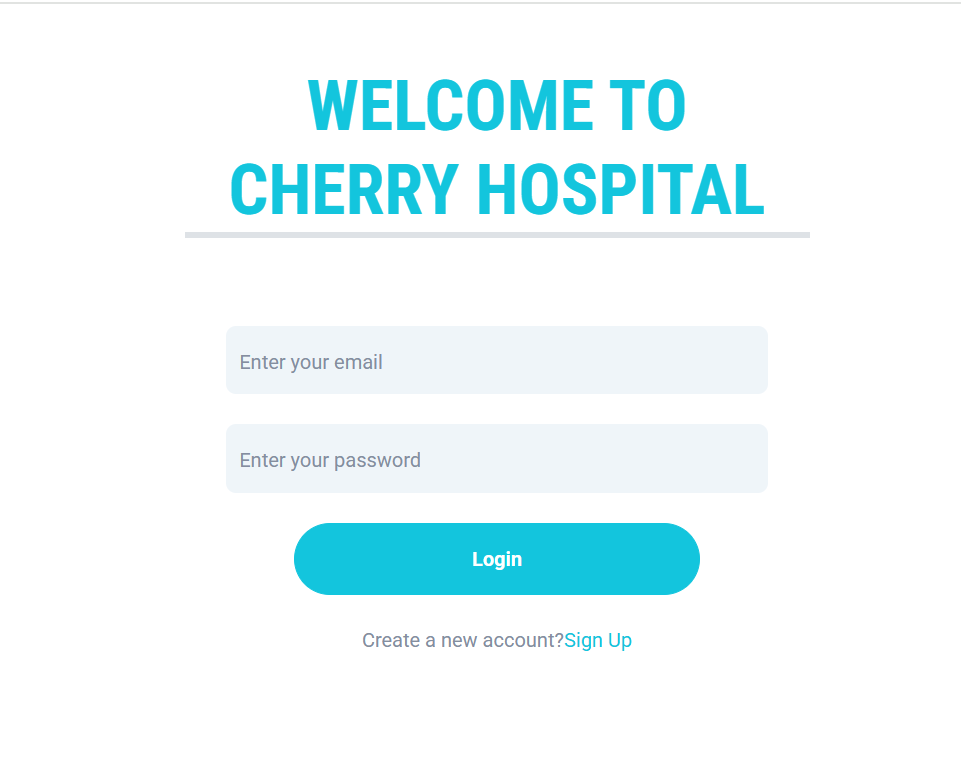 WELCOME TO
CHERRY HOSPITAL
Enter your email
Enter your password
Login
Create a new account?Sign Up